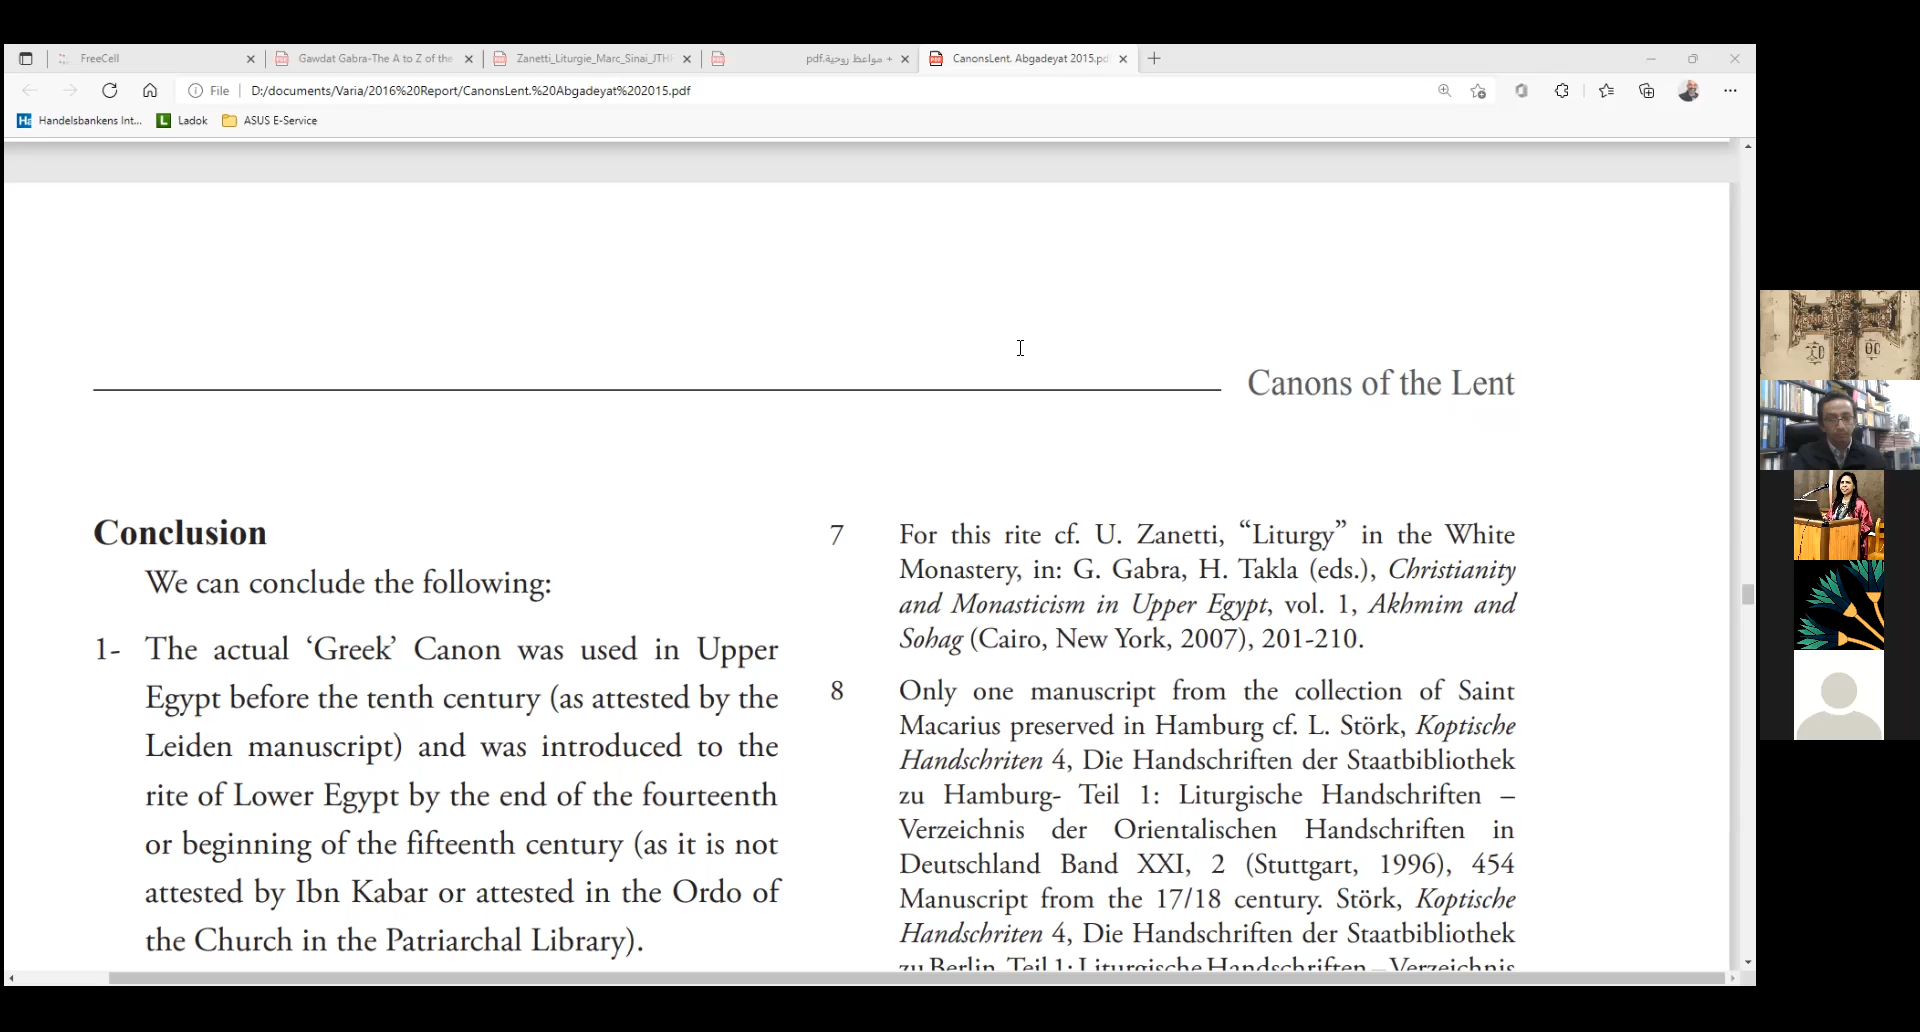 FreeCell
Gawdat Gabra-The A to Z of the
Zanetti_Liturgie_Marc_Sinai_JTH
+ مواعظ روحية.pdf
CanonsLent. Abgadeyat 2015.pd
File
D:/documents/Varia/2016%20Report/CanonsLent.%20Abgadeyat%202015.pdf
Handelsbankens Int...
Ladok
ASUS E-Service
Canons of the Lent
Conclusion
We can conclude the following:
1- The actual ‘Greek’ Canon was used in Upper
Egypt before the tenth century (as attested by the
Leiden manuscript) and was introduced to the
rite of Lower Egypt by the end of the fourteenth
or beginning of the fifteenth century (as it is not
attested by Ibn Kabar or attested in the Ordo of
the Church in the Patriarchal Library).
7 For this rite cf. U. Zanetti, “Liturgy” in the White
Monastery, in: G. Gabra, H. Takla (eds.), Christianity
and Monasticism in Upper Egypt, vol. 1, Akhmim and
Sohag (Cairo, New York, 2007), 201-210.
8 Only one manuscript from the collection of Saint
Macarius preserved in Hamburg cf. L. Störk, Koptische
Handschriten 4, Die Handschriften der Staatbibliothek
zu Hamburg- Teil 1: Liturgische Handschriften –
Verzeichnis der Orientalischen Handschriften in
Deutschland Band XXI, 2 (Stuttgart, 1996), 454
Manuscript from the 17/18 century. Störk, Koptische
Handschriten 4, Die Handschriften der Staatbibliothek
zu Berlin, Teil 1: Liturgische Handschriften – Verzeichnis